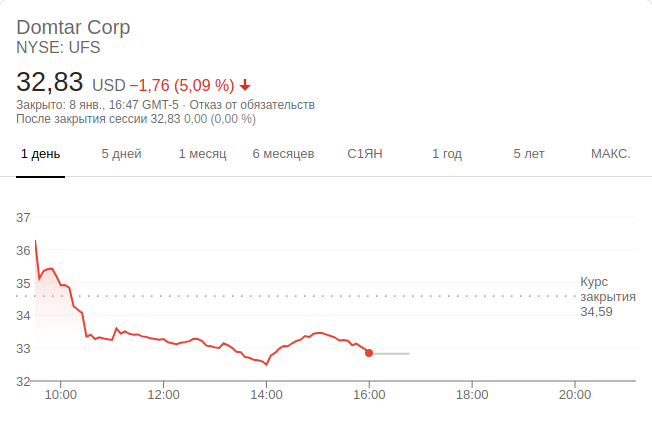 Domtar Corp
NYSE: UFS
32,83 USD −1,76 (5,09 %)
Закрыто: 8 янв., 16:47 GMT-5 · Отказ от обязательств
После закрытия сессии 32,83 0,00 (0,00 %)
1 день 5 дней 1 месяц 6 месяцев С1ЯН 1 год 5 лет МАКС.
37
36
35
34
33
32
Курс
закрытия
34,59
10:00 12:00 14:00 16:00 18:00 20:00